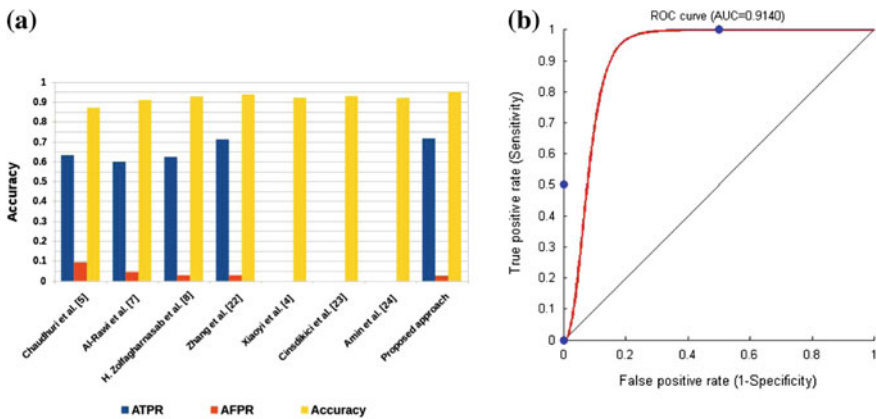 (a)
Accuracy
1
0.9
0.8
0.7
0.6
0.5
0.4
0.3
0.2
0.1
0
Chaudhuri et al. [5]
Al-Rawi et al. [7]
H. Zolfagharnasab et al. [8]
Zhang et al. [22]
Xiaoyi et al. [4]
Cinsdikici et al. [23]
Amin et al. [24]
Proposed approach
ATPR AFPR Accuracy
(b)
ROC curve (AUC=0.9140)
True positive rate (Sensitivity)
1
0.9
0.8
0.7
0.6
0.5
0.4
0.3
0.2
0.1
0
0 0.2 0.4 0.6 0.8 1
False positive rate (1-Specificity)